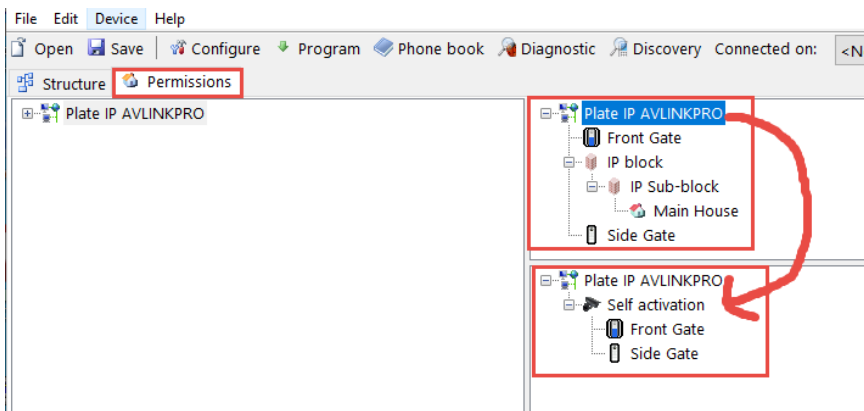 File Edit Device Help
Open Save Configure Program Phone book Diagnostic Discovery Connected on: <N
Structure Permissions
Plate IP AVLINKPRO
Plate IP AVLINKPRO
Front Gate
IP block
IP Sub-block
Main House
Side Gate
Plate IP AVLINKPRO
Self activation
Front Gate
Side Gate